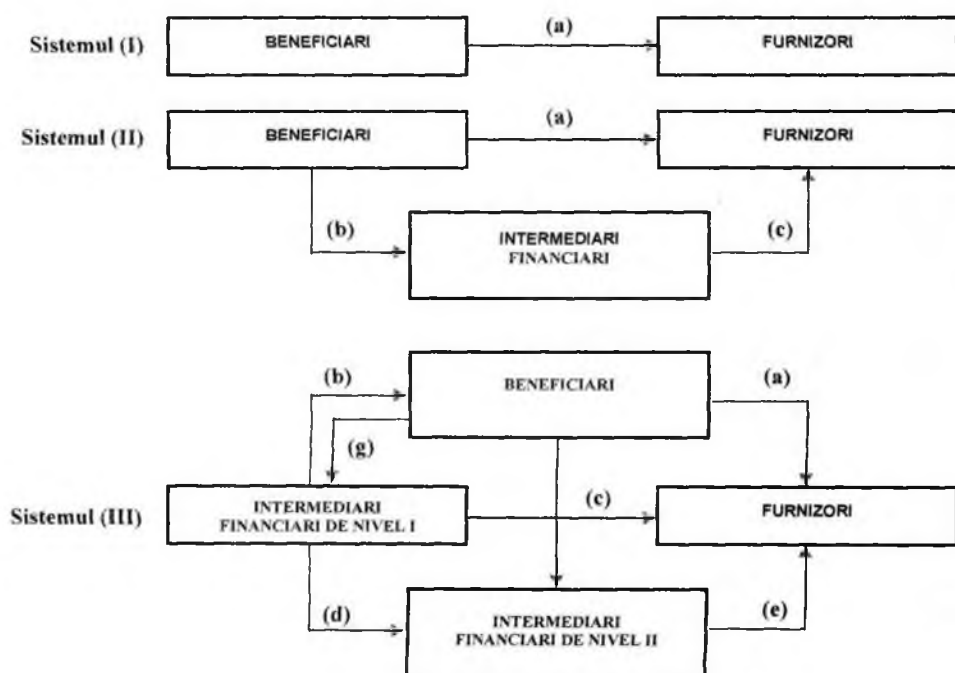 (a)
Sistemul (I) BENEFICIARI FURNIZORI
Sistemul (II) BENEFICIARI (a) FURNIZORI
(b) INTERMEDIARI (c)
FINANCIARI
(b) BENEFICIARI (a)
(g)
Sistemul (III) INTERMEDIARI (c) FURNIZORI
FINANCIARI DE NIVEL I
(d) INTERMEDIARI (e)
FINANCIARI DE NIVEL II